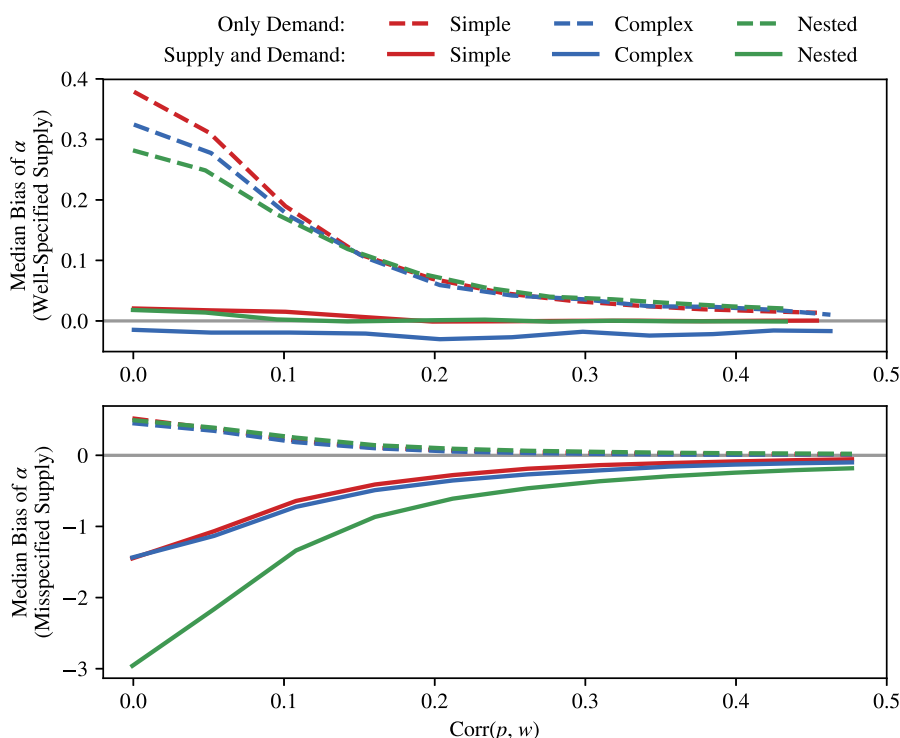 Only Demand: Simple Complex Nested
Supply and Demand: Simple Complex Nested
Median Bias of α
(Well-Specified Supply)
0.4
0.3
0.2
0.1
0.0
0.0 0.1 0.2 0.3 0.4 0.5
Median Bias of α
(Misspecified Supply)
0
−1
−2
−3
0.0 0.1 0.2 0.3 0.4 0.5
Corr(p, w)